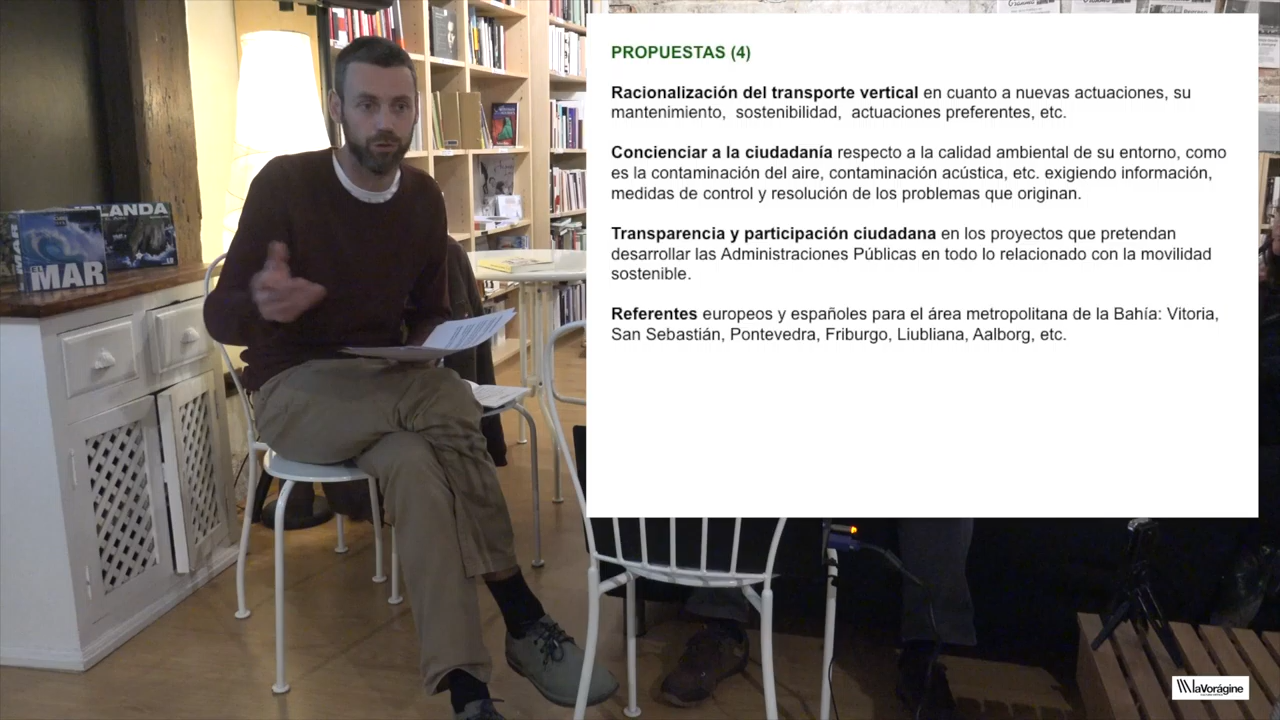 PROPUESTAS (4)
Racionalización del transporte vertical en cuanto a nuevas actuaciones, su
mantenimiento, sostenibilidad, actuaciones preferentes, etc.
Concienciar a la ciudadanía respecto a la calidad ambiental de su entorno, como
es la contaminación del aire, contaminación acústica, etc. exigiendo información,
medidas de control y resolución de los problemas que originan.
Transparencia y participación ciudadana en los proyectos que pretendan
desarrollar las Administraciones Públicas en todo lo relacionado con la movilidad
sostenible.
Referentes europeos y españoles para el área metropolitana de la Bahía: Vitoria,
San Sebastián, Pontevedra, Friburgo, Liubliana, Aalborg, etc.
MAR
laVorágine